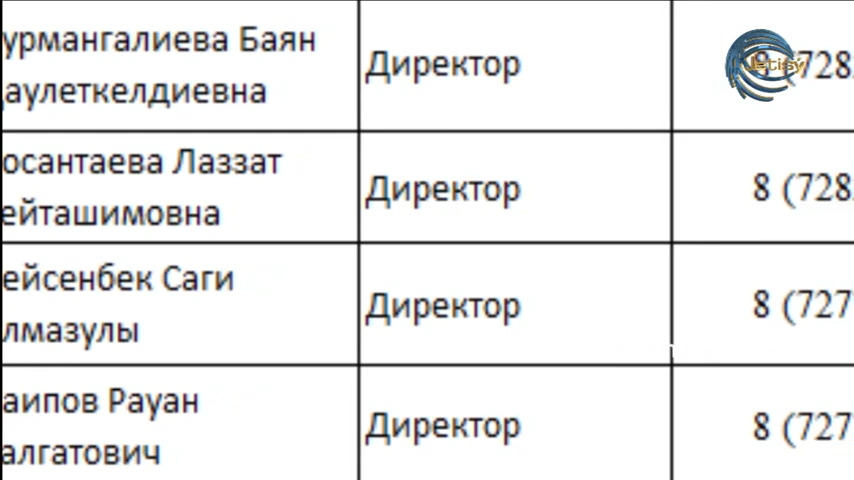 урмангалиева Баян
аулеткелдиевна
Директор
8 (728
Jetisý
осантаева Лаззат
ейташимовна
Директор
8 (728
ейсенбек Саги
лмазулы
Директор
8 (727
аипов Рауан
алгатович
Директор
8 (727